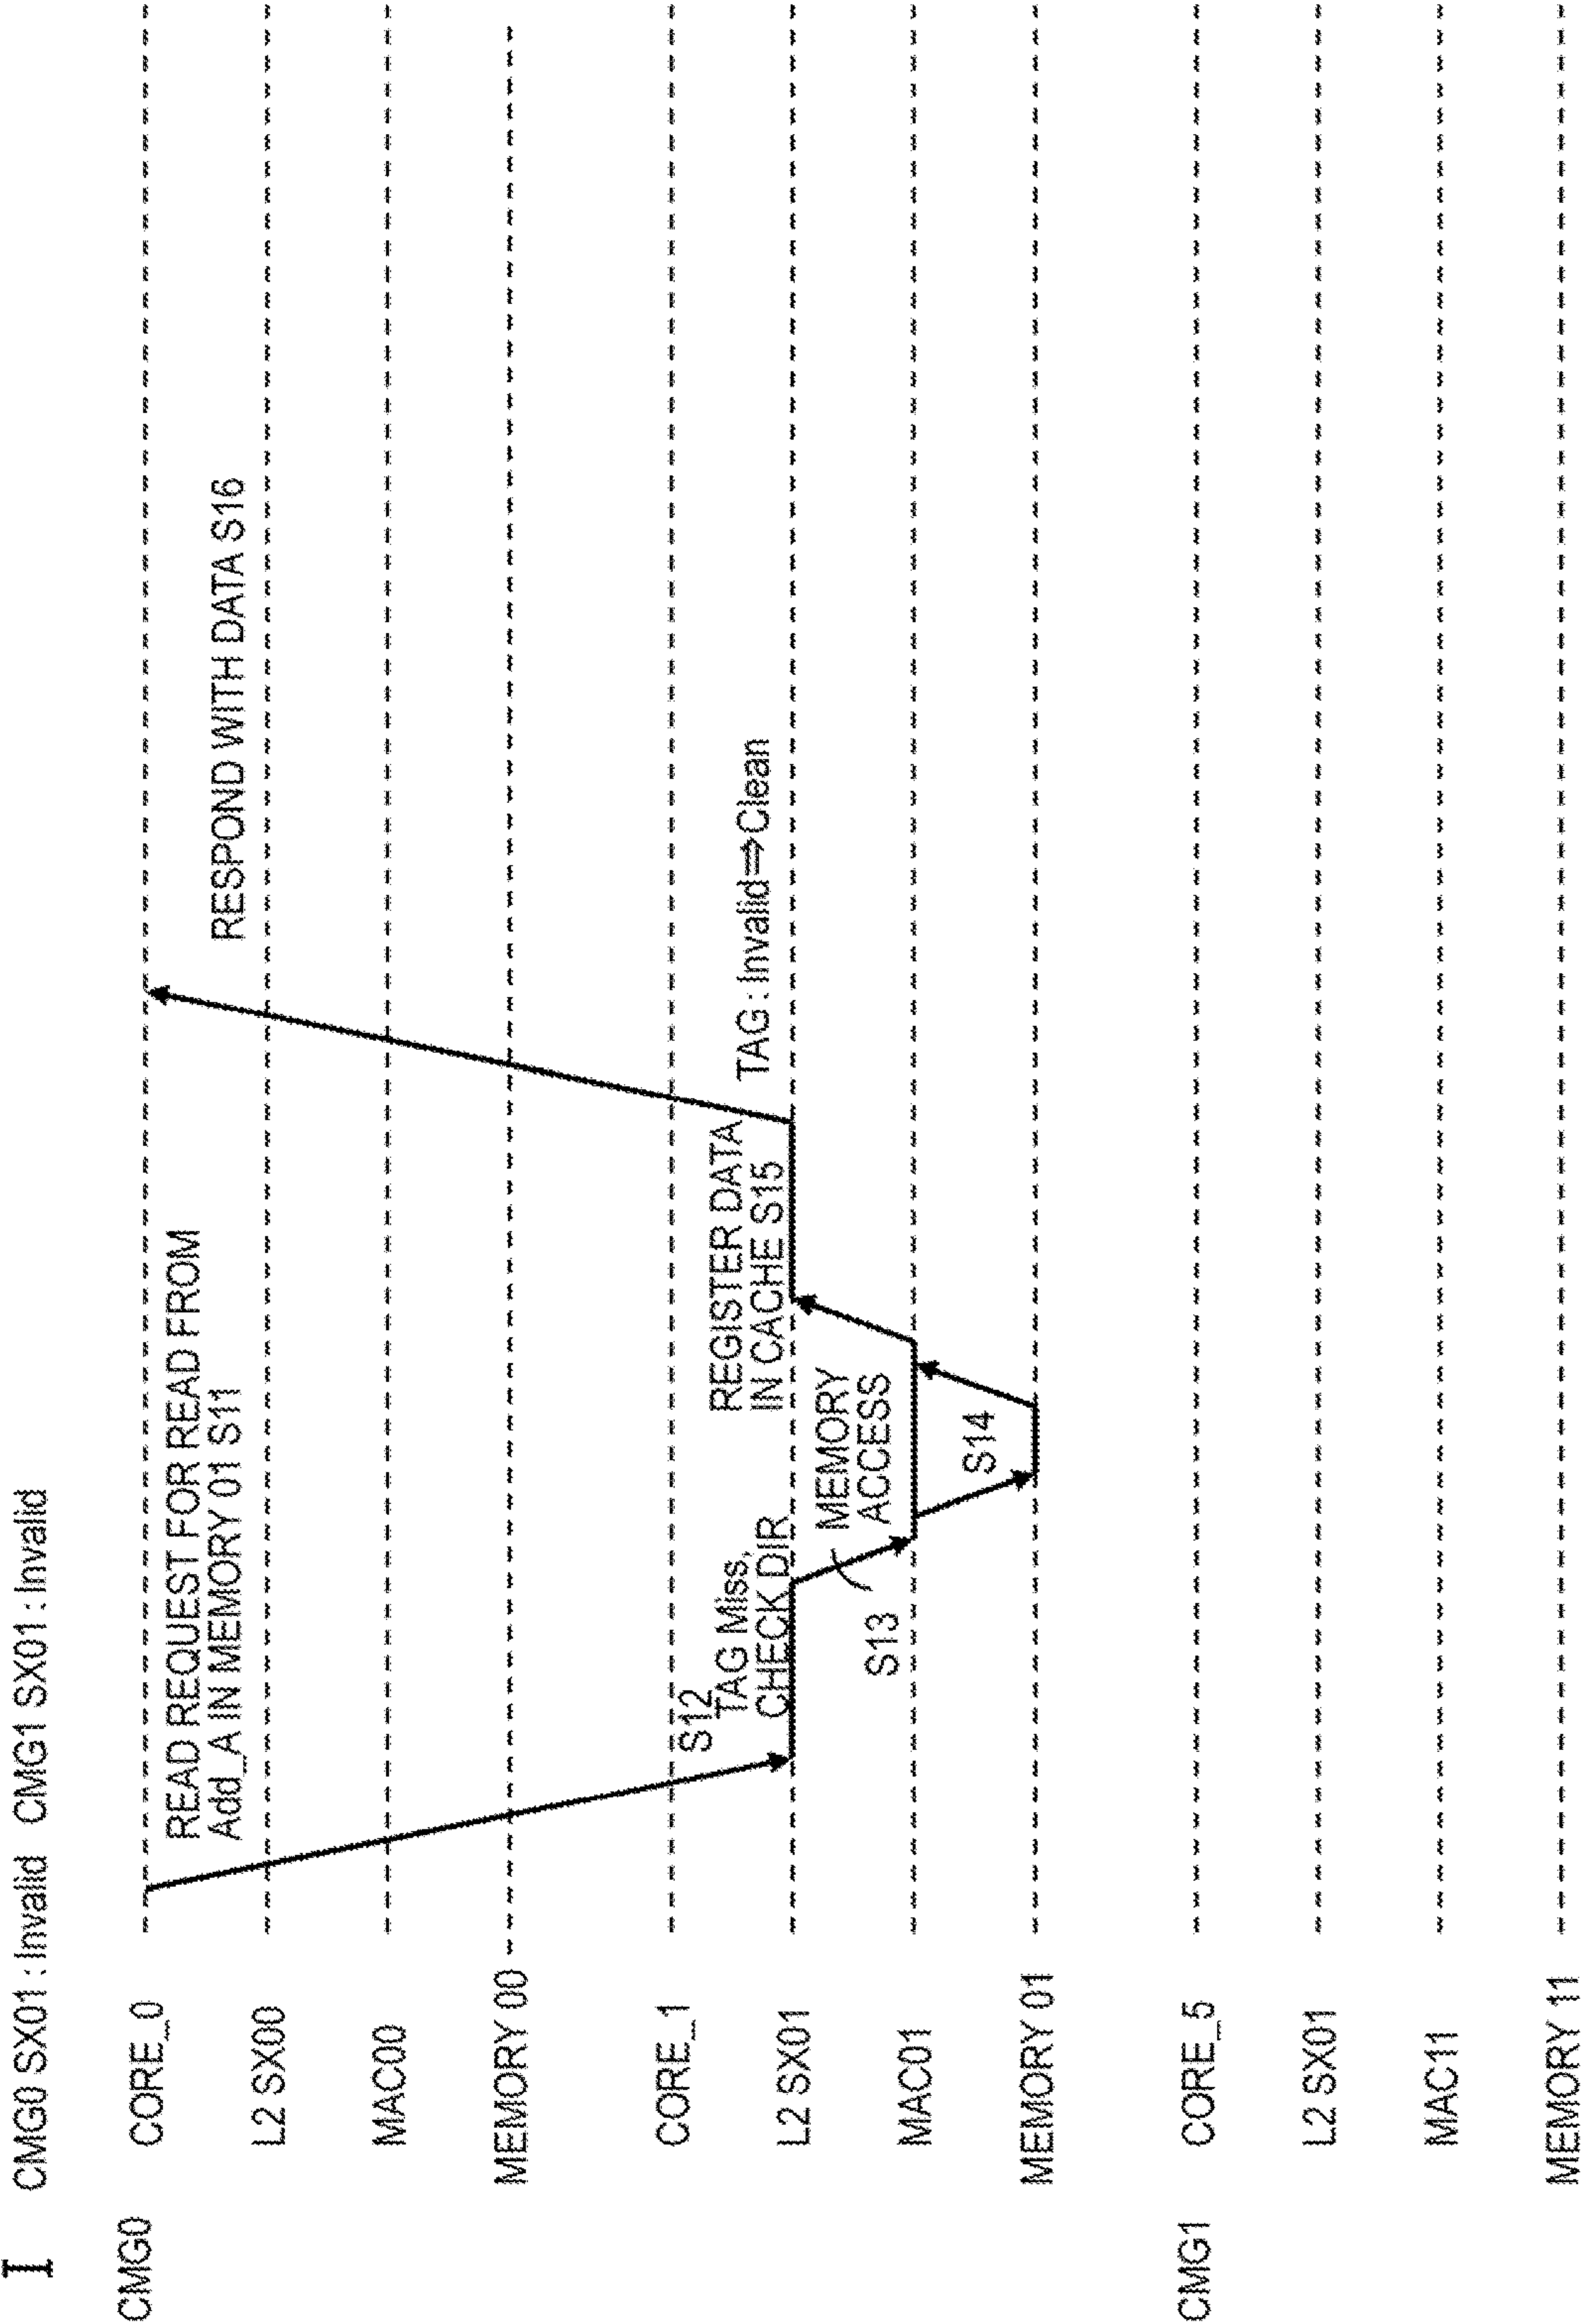 I CMG0 SX01 : Invalid CMG1 SX01 : Invalid
CMG0
CORE_0
READ REQUEST FOR READ FROM
Add_A IN MEMORY 01 S11
RESPOND WITH DATA S16
L2 SX00
MAC00
MEMORY 00
CORE_1
S12
TAG Miss,
CHECK DIR
REGISTER DATA
IN CACHE S15
TAG : Invalid⇒Clean
L2 SX01
MEMORY
ACCESS
S13
MAC01
S14
MEMORY 01
CMG1
CORE_5
L2 SX01
MAC11
MEMORY 11